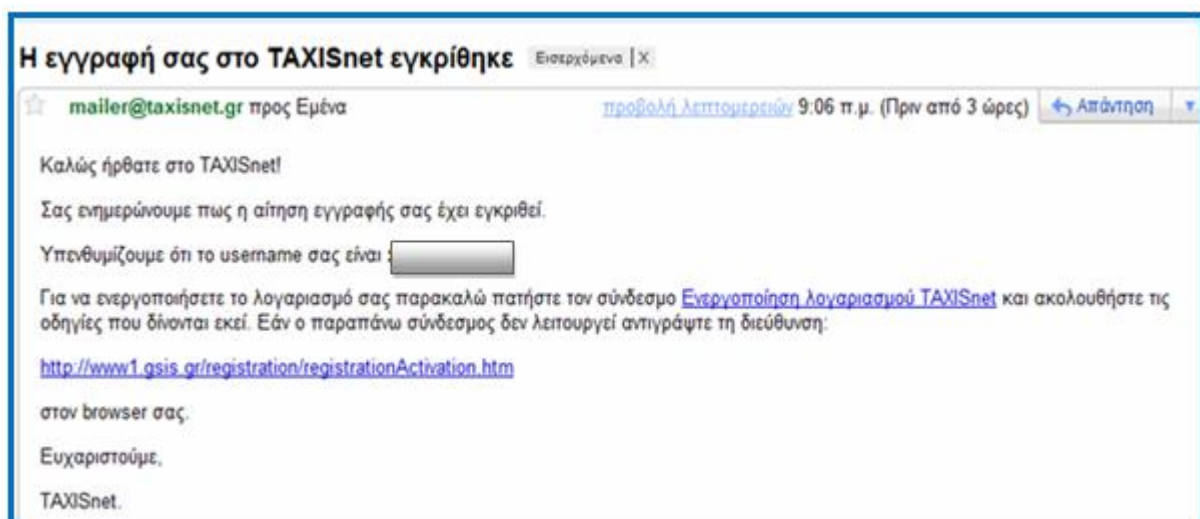 Η εγγραφή σας στο TAXISnet εγκρίθηκε Εισερχόμενα | X
mailer@taxisnet.gr προς Εμένα προβολή λεπτομερειών 9:06 π.μ. (Πριν από 3 ώρες) Απάντηση
Καλώς ήρθατε στο TAXISnet!
Σας ενημερώνουμε πως η αίτηση εγγραφής σας έχει εγκριθεί.
Υπενθυμίζουμε ότι το username σας είναι :
Για να ενεργοποιήσετε το λογαριασμό σας παρακαλώ πατήστε τον σύνδεσμο Ενεργοποίηση λογαριασμού TAXISnet και ακολουθήστε τις
οδηγίες που δίνονται εκεί. Εάν ο παραπάνω σύνδεσμος δεν λειτουργεί αντιγράψτε τη διεύθυνση:
http://www1.gsis.gr/registration/registrationActivation.htm
στον browser σας.
Ευχαριστούμε,
TAXISnet.